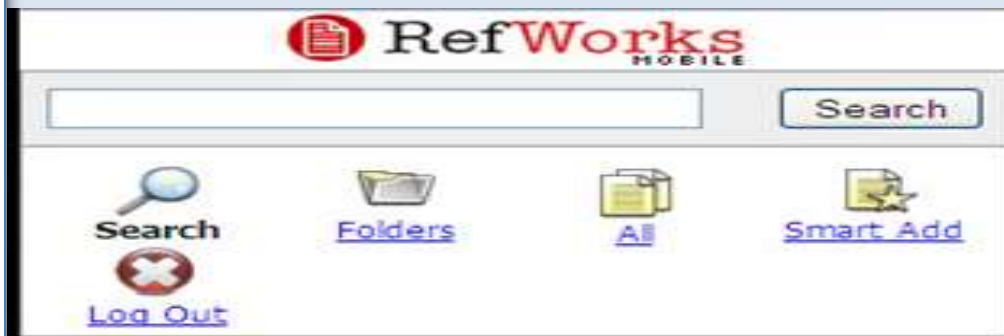 RefWorks
MOBILE
Search
Search Folders All Smart Add
Log Out